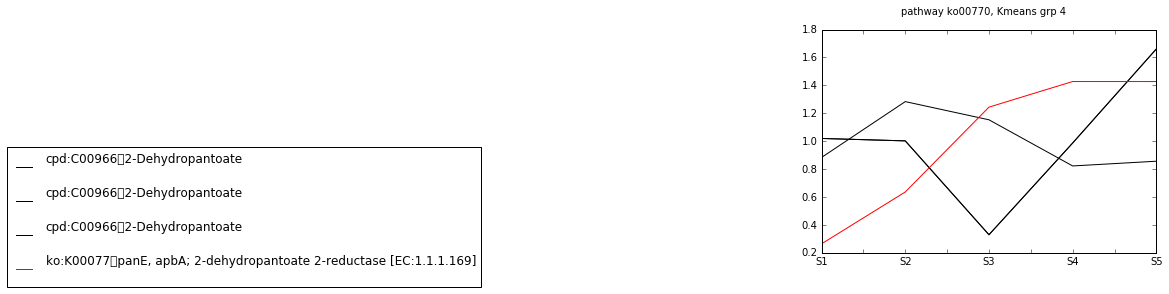 pathway ko00770, Kmeans grp 4
1.8
1.6
1.4
1.2
1.0
0.8
0.6
0.4
0.2
S1 S2 S3 S4 S5
cpd:C00966▯2-Dehydropantoate
cpd:C00966▯2-Dehydropantoate
cpd:C00966▯2-Dehydropantoate
ko:K00077▯panE, apbA; 2-dehydropantoate 2-reductase [EC:1.1.1.169]